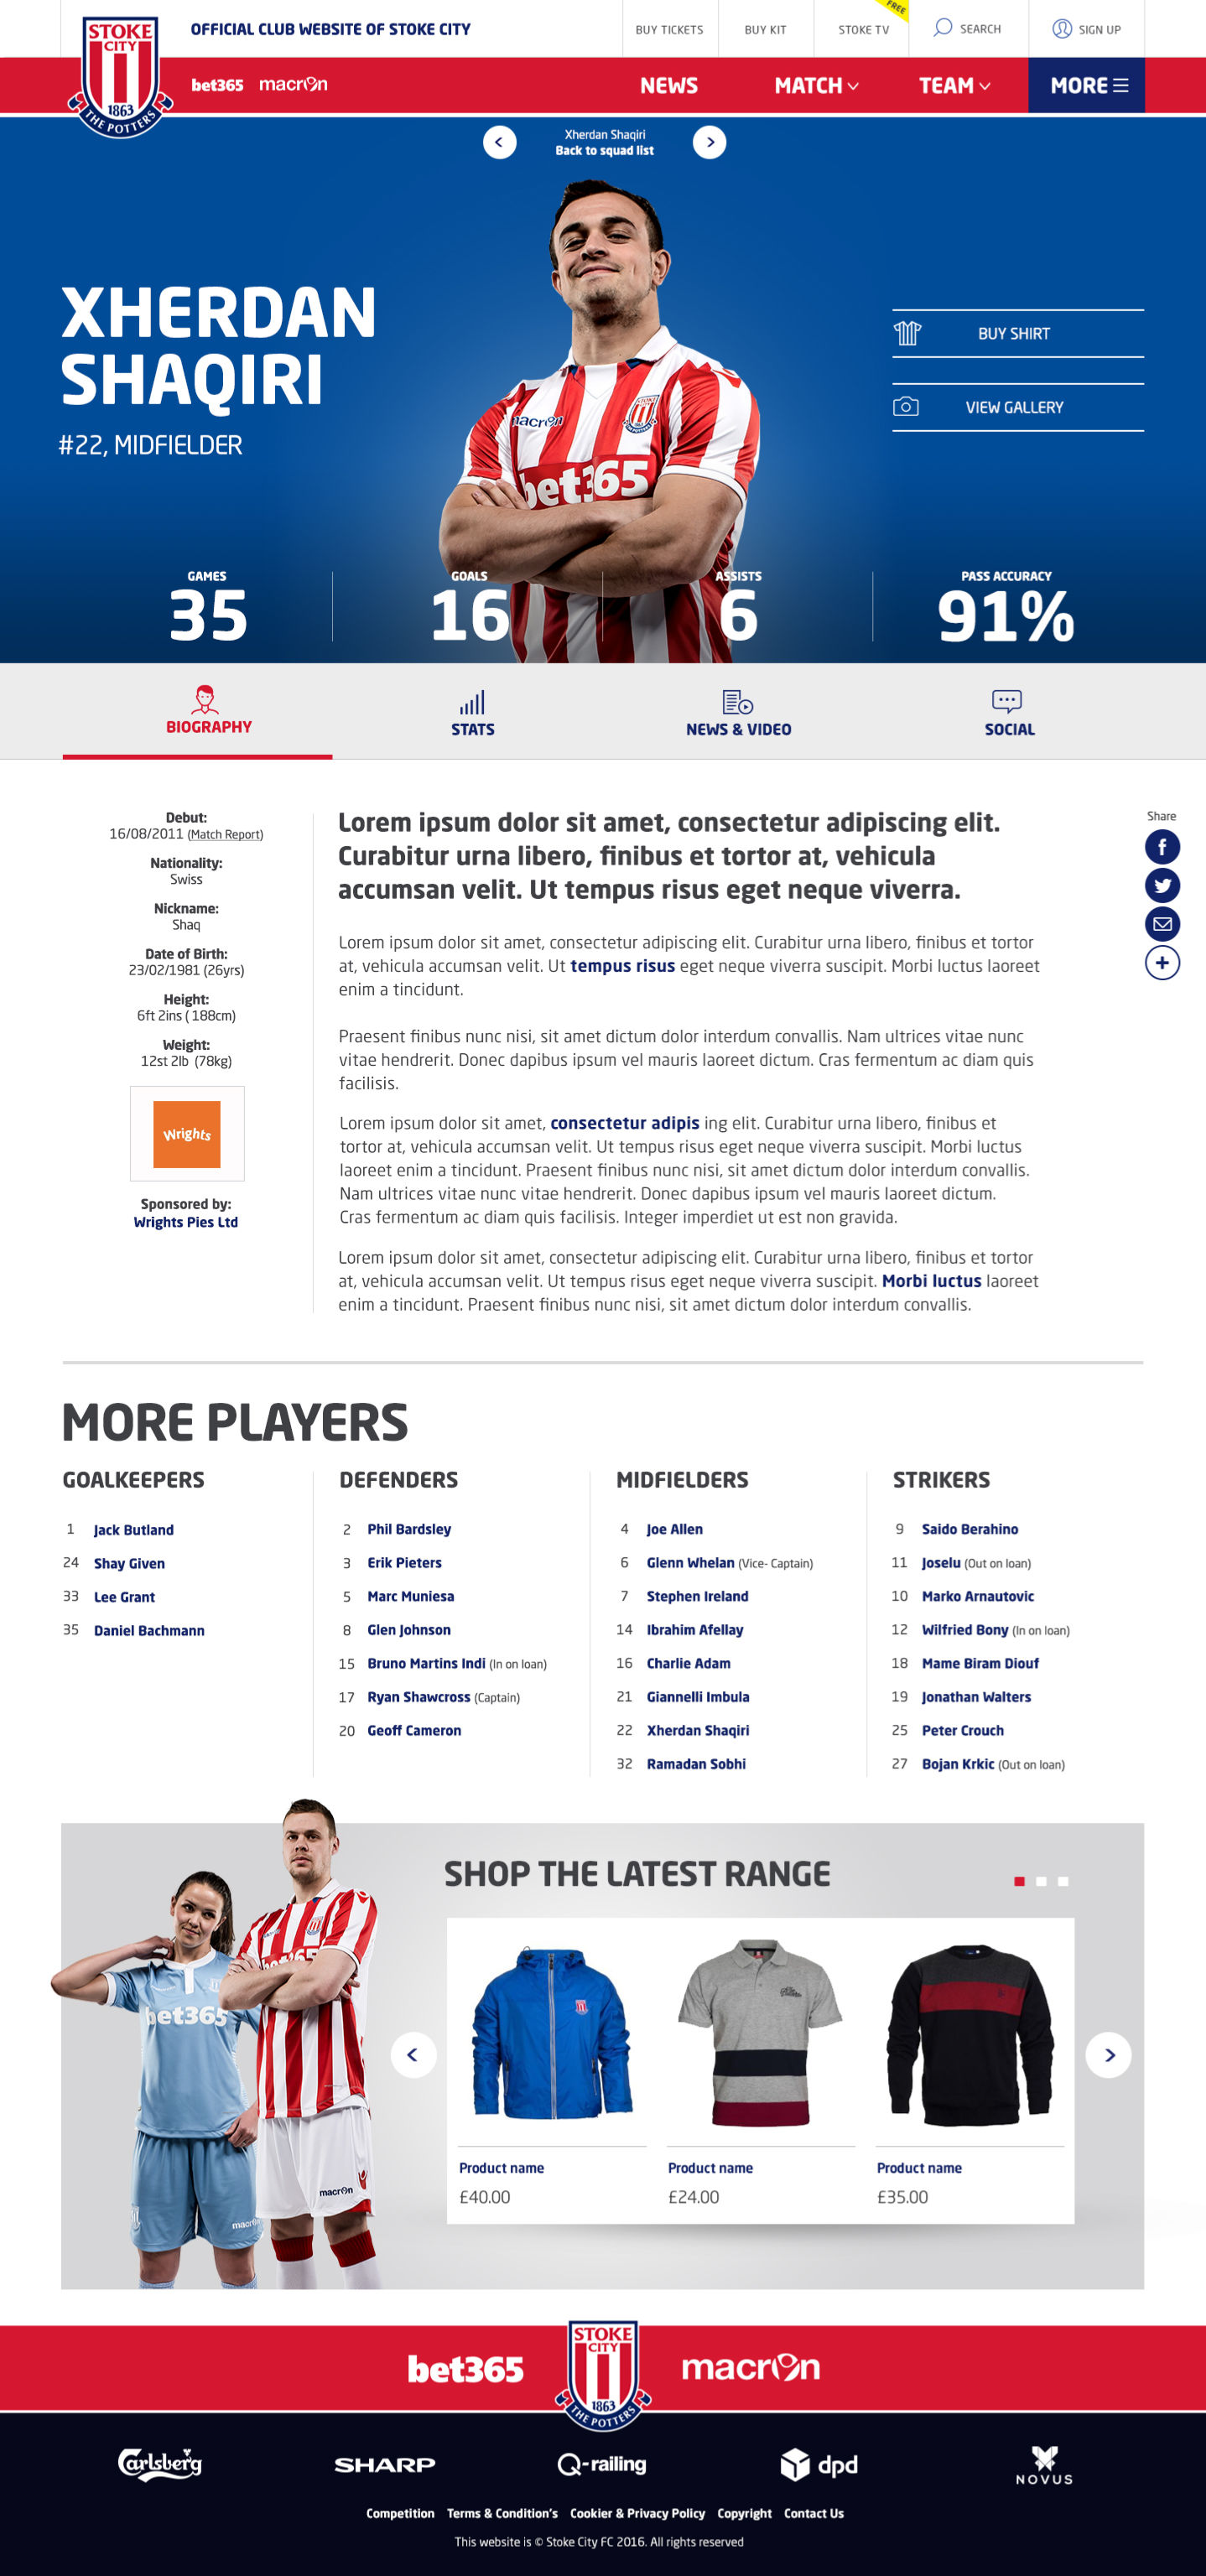 STOKE
CITY
1863
THE POTTERS
OFFICIAL CLUB WEBSITE OF STOKE CITY
BUY TICKETS
BUY KIT
STOKE TV
FREE
SEARCH
SIGN UP
bet365
macron
NEWS
MATCH
TEAM
MORE
Xherdan Shaqiri
Back to squad list
XHERDAN
SHAQIRI
#22, MIDFIELDER
BUY SHIRT
VIEW GALLERY
macron
STOKE
bet365
GAMES
35
GOALS
16
ASSISTS
6
PASS ACCURACY
91%
BIOGRAPHY
STATS
NEWS & VIDEO
SOCIAL
Debut:
16/08/2011 (Match Report)
Nationality:
Swiss
Nickname:
Shaq
Date of Birth:
23/02/1981 (26yrs)
Height:
6ft 2ins ( 188cm)
Weight:
12st 2lb (78kg)
Wrights
Sponsored by:
Wrights Pies Ltd
Lorem ipsum dolor sit amet, consectetur adipiscing elit.
Curabitur urna libero, finibus et tortor at, vehicula
accumsan velit. Ut tempus risus eget neque viverra.
Lorem ipsum dolor sit amet, consectetur adipiscing elit. Curabitur urna libero, finibus et tortor
at, vehicula accumsan velit. Ut tempus risus eget neque viverra suscipit. Morbi luctus laoreet
enim a tincidunt.
Praesent finibus nunc nisi, sit amet dictum dolor interdum convallis. Nam ultrices vitae nunc
vitae hendrerit. Donec dapibus ipsum vel mauris laoreet dictum. Cras fermentum ac diam quis
facilisis.
Lorem ipsum dolor sit amet, consectetur adipis ing elit. Curabitur urna libero, finibus et
tortor at, vehicula accumsan velit. Ut tempus risus eget neque viverra suscipit. Morbi luctus
laoreet enim a tincidunt. Praesent finibus nunc nisi, sit amet dictum dolor interdum convallis.
Nam ultrices vitae nunc vitae hendrerit. Donec dapibus ipsum vel mauris laoreet dictum.
Cras fermentum ac diam quis facilisis. Integer imperdiet ut est non gravida.
Lorem ipsum dolor sit amet, consectetur adipiscing elit. Curabitur urna libero, finibus et tortor
at, vehicula accumsan velit. Ut tempus risus eget neque viverra suscipit. Morbi luctus laoreet
enim a tincidunt. Praesent finibus nunc nisi, sit amet dictum dolor interdum convallis.
Share
MORE PLAYERS
GOALKEEPERS
1 Jack Butland
24 Shay Given
33 Lee Grant
35 Daniel Bachmann
DEFENDERS
2 Phil Bardsley
3 Erik Pieters
5 Marc Muniesa
8 Glen Johnson
15 Bruno Martins Indi (In on loan)
17 Ryan Shawcross (Captain)
20 Geoff Cameron
MIDFIELDERS
4 Joe Allen
6 Glenn Whelan (Vice- Captain)
7 Stephen Ireland
14 Ibrahim Afellay
16 Charlie Adam
21 Giannelli Imbula
22 Xherdan Shaqiri
32 Ramadan Sobhi
STRIKERS
9 Saido Berahino
11 Joselu (Out on loan)
10 Marko Arnautovic
12 Wilfried Bony (In on loan)
18 Mame Biram Diouf
19 Jonathan Walters
25 Peter Crouch
27 Bojan Krkic (Out on loan)
SHOP THE LATEST RANGE
bet365
macron
macron
Product name
£40.00
Product name
£24.00
Product name
£35.00
bet365
STOKE
CITY
1863
THE POTTERS
macron
Carlsberg
SHARP
Q-railing
dpd
NOVUS
Competition Terms & Condition's Cookier & Privacy Policy Copyright Contact Us
This website is © Stoke City FC 2016. All rights reserved